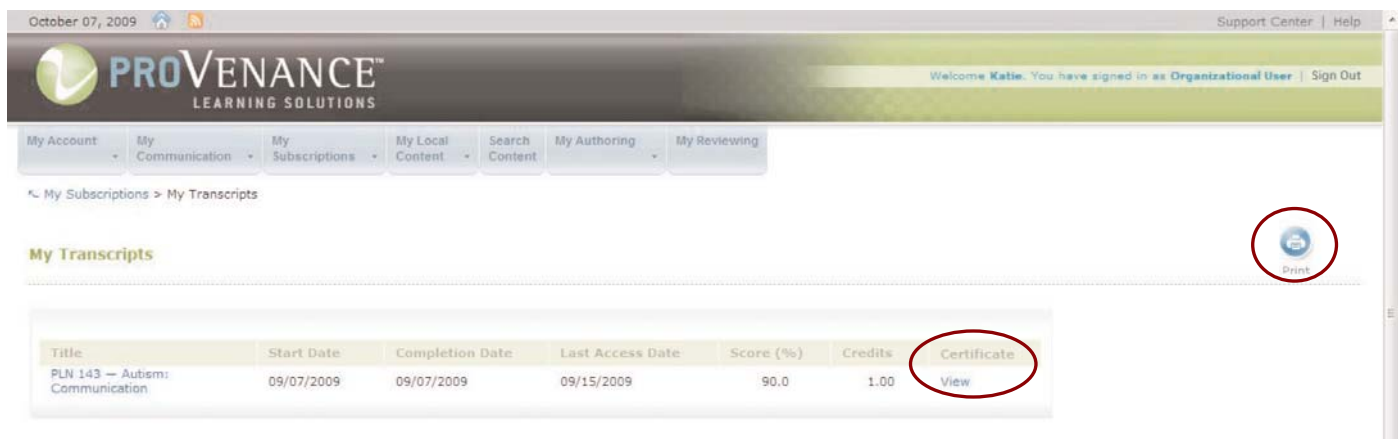 October 07, 2009
Support Center | Help
PROVENANCE™
LEARNING SOLUTIONS
Welcome Katie. You have signed in as Organizational User | Sign Out
My Account
My Communication
My Subscriptions
My Local Content
Search Content
My Authoring
My Reviewing
My Subscriptions > My Transcripts
My Transcripts
Print
Title Start Date Completion Date Last Access Date Score (%) Credits Certificate
PLN 143 — Autism:
Communication
09/07/2009 09/07/2009 09/15/2009 90.0 1.00 View